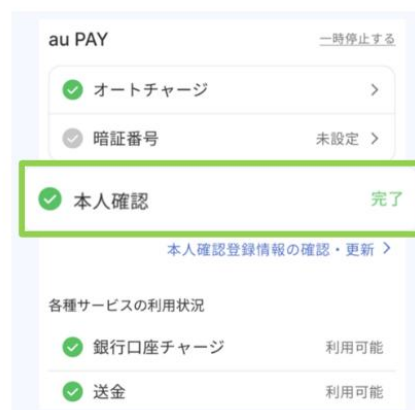 au PAY 一時停止する
オートチャージ
暗証番号 未設定
本人確認 完了
本人確認登録情報の確認・更新
各種サービスの利用状況
銀行口座チャージ 利用可能
送金 利用可能